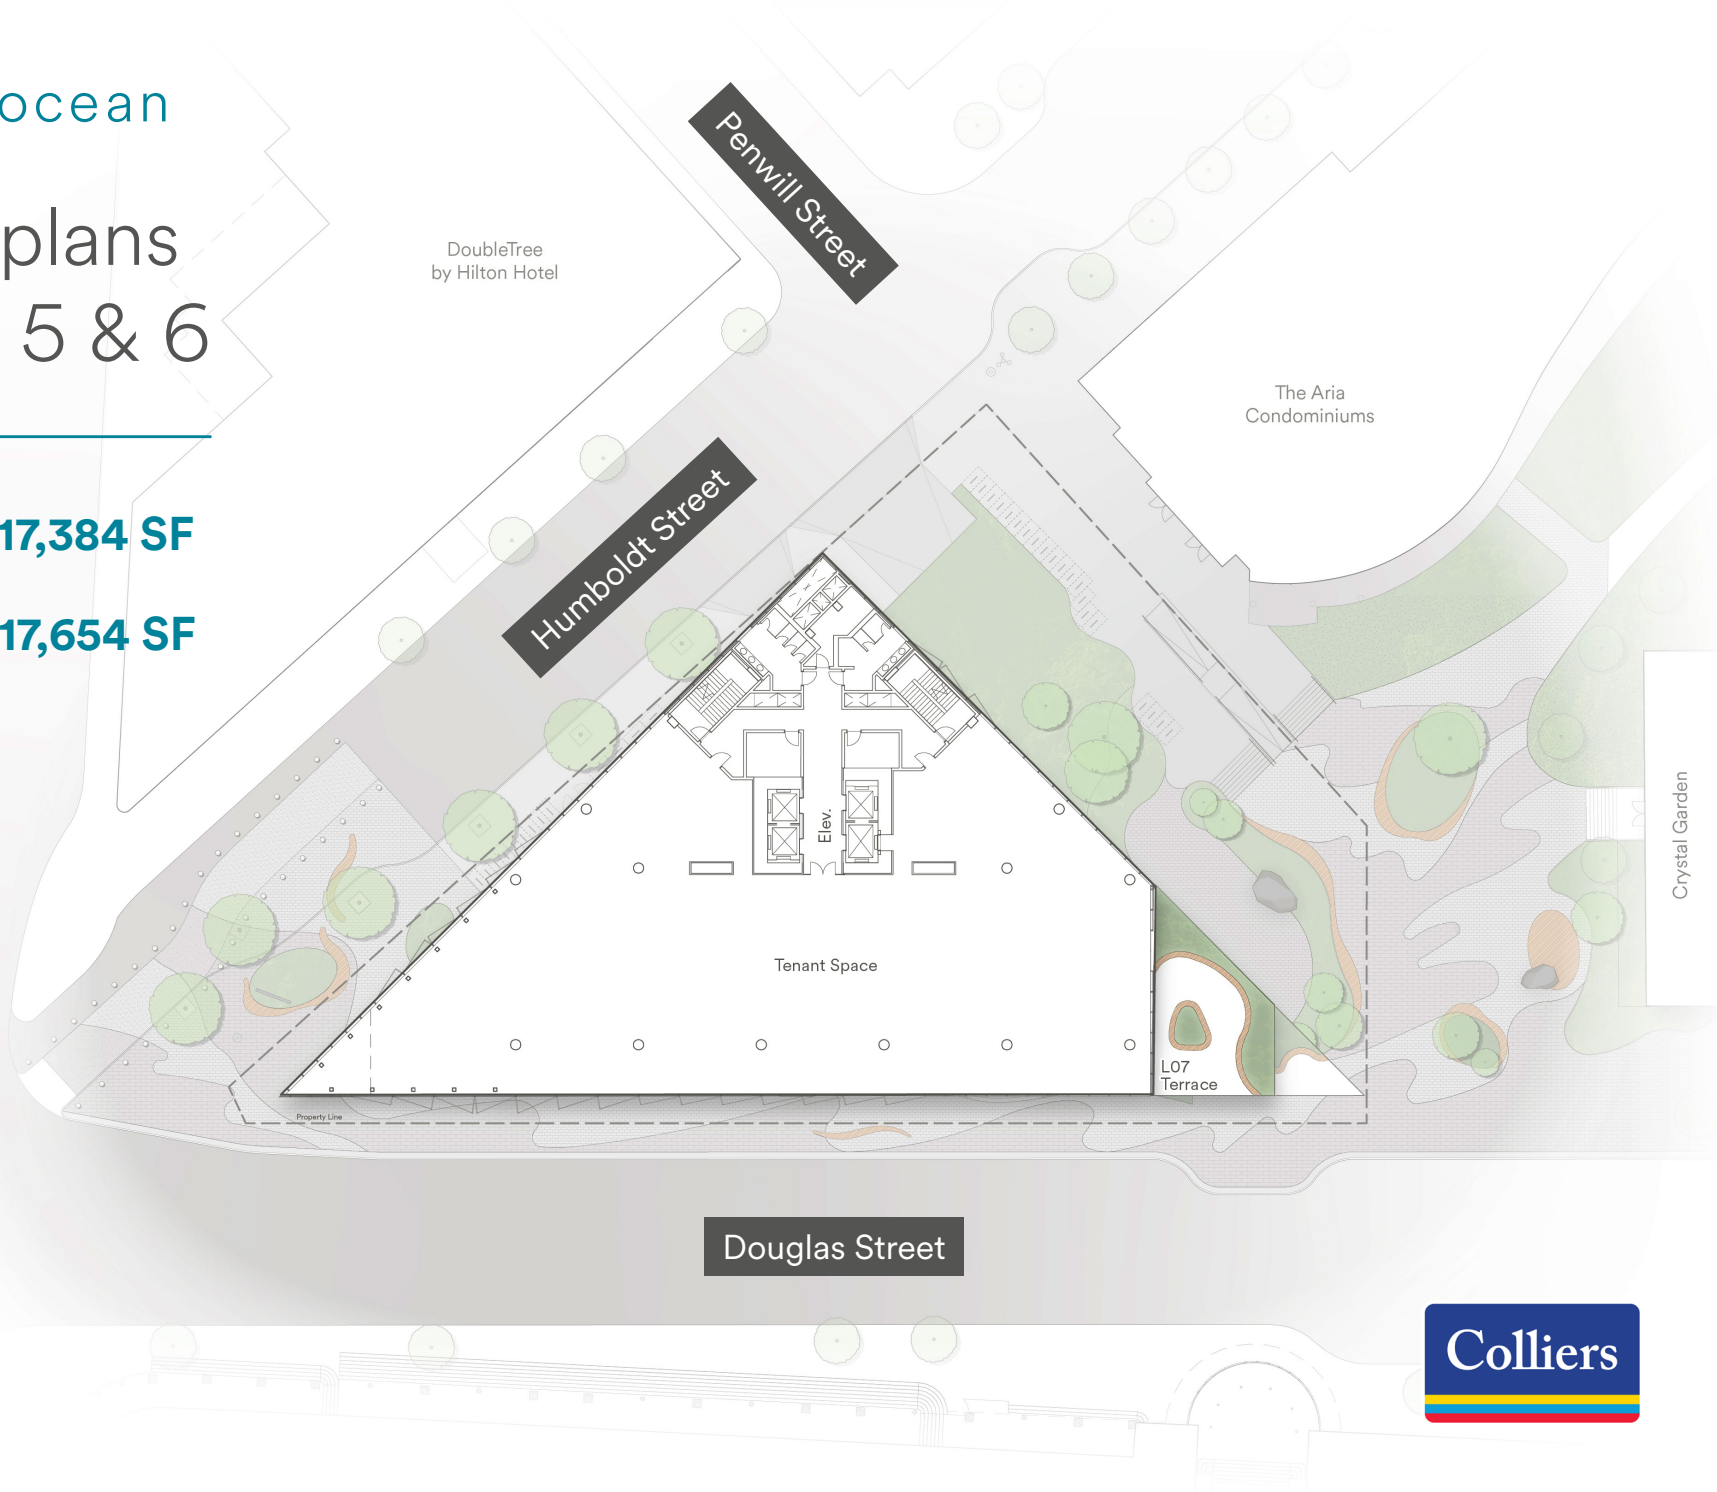 ocean
plans
5 & 6
17,384 SF
17,654 SF
Penwill Street
DoubleTree
by Hilton Hotel
The Aria
Condominiums
Humboldt Street
Elev.
Crystal Garden
Tenant Space
L07
Terrace
Property Line
Douglas Street
Colliers